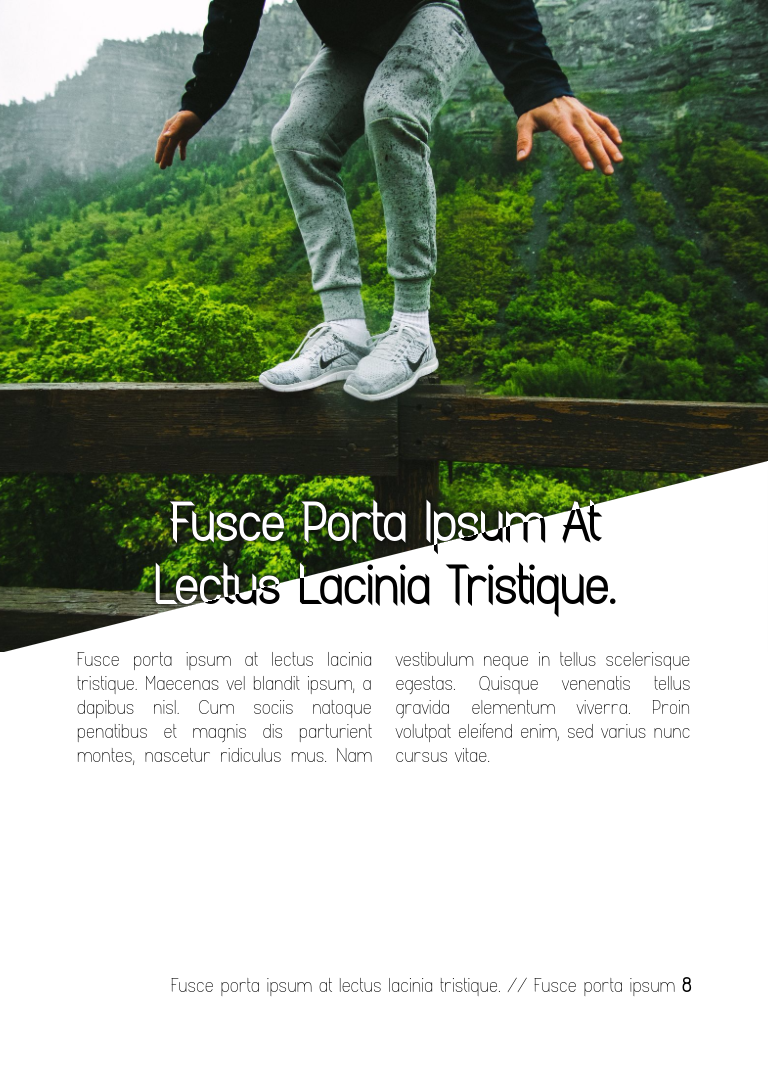 Fusce Porta Ipsum At
Lectus Lacinia Tristique.
Fusce porta ipsum at lectus lacinia
tristique. Maecenas vel blandit ipsum, a
dapibus nisl. Cum sociis natoque
penatibus et magnis dis parturient
montes, nascetur ridiculus mus. Nam
vestibulum neque in tellus scelerisque
egestas. Quisque venenatis tellus
gravida elementum viverra. Proin
volutpat eleifend enim, sed varius nunc
cursus vitae.
Fusce porta ipsum at lectus lacinia tristique. // Fusce porta ipsum 8